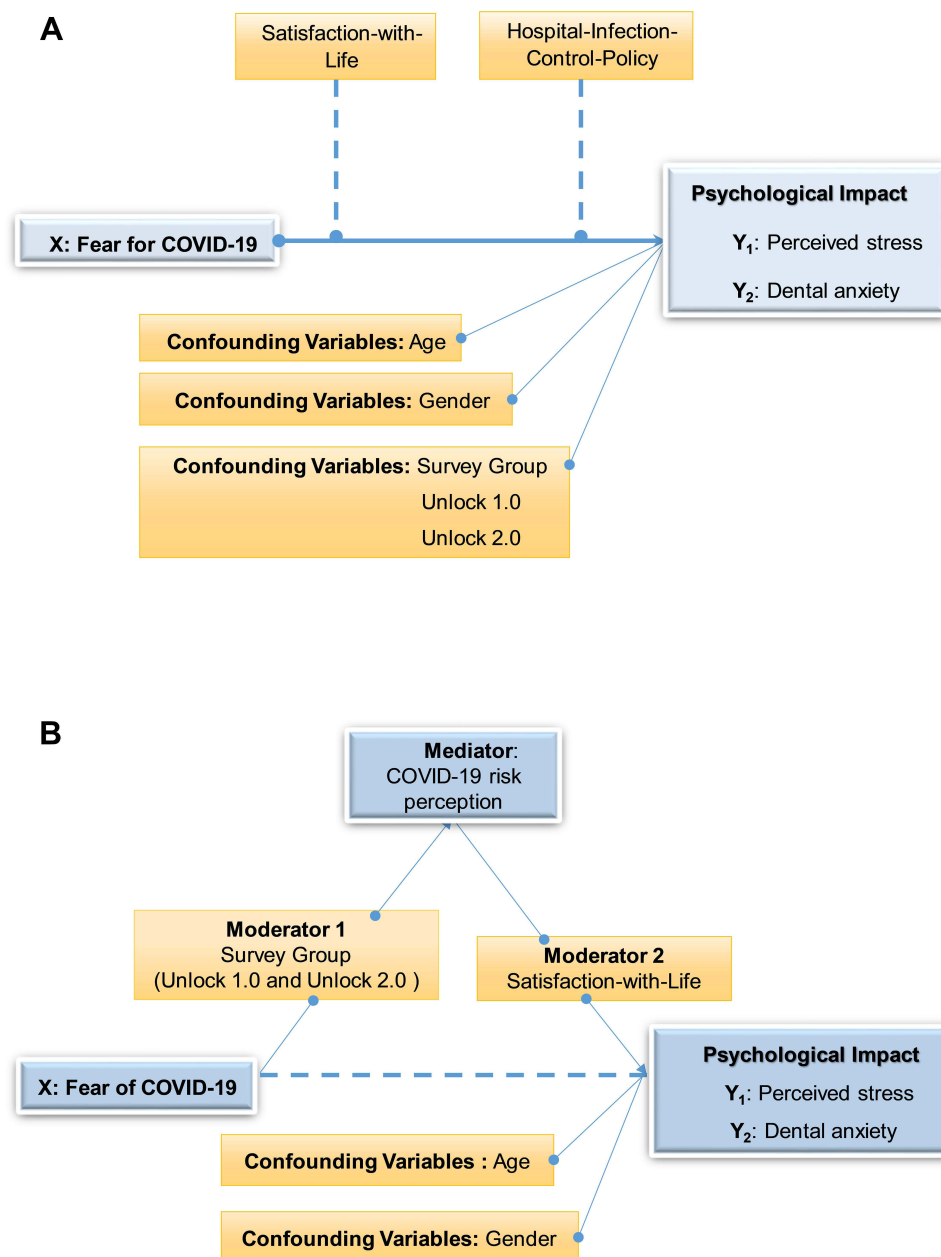 A
Satisfaction-with-
Life
Hospital-Infection-
Control-Policy
Psychological Impact
X: Fear for COVID-19
Y₁: Perceived stress
Y₂: Dental anxiety
Confounding Variables: Age
Confounding Variables: Gender
Confounding Variables: Survey Group
Unlock 1.0
Unlock 2.0
B
Mediator:
COVID-19 risk
perception
Moderator 1
Survey Group
(Unlock 1.0 and Unlock 2.0 )
Moderator 2
Satisfaction-with-Life
X: Fear of COVID-19
Psychological Impact
Y₁: Perceived stress
Y₂: Dental anxiety
Confounding Variables : Age
Confounding Variables: Gender